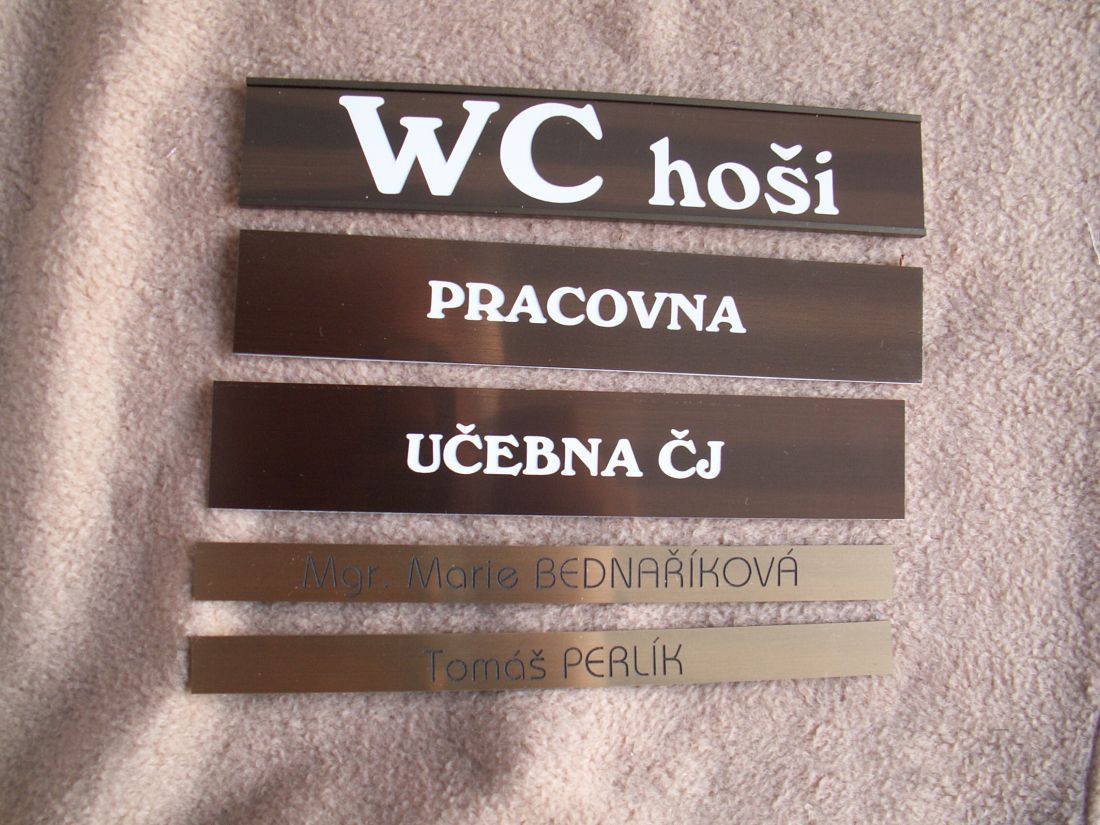 WC hoši
PRACOVNA
UČEBNA ČJ
Mgr. Marie BEDNAŘÍKOVÁ
Tomáš PERLÍK